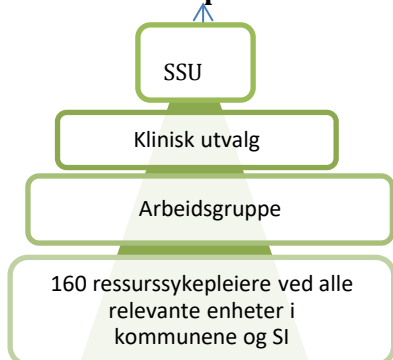 SSU
Klinisk utvalg
Arbeidsgruppe
160 ressurssykepleiere ved alle
relevante enheter i
kommunene og SI